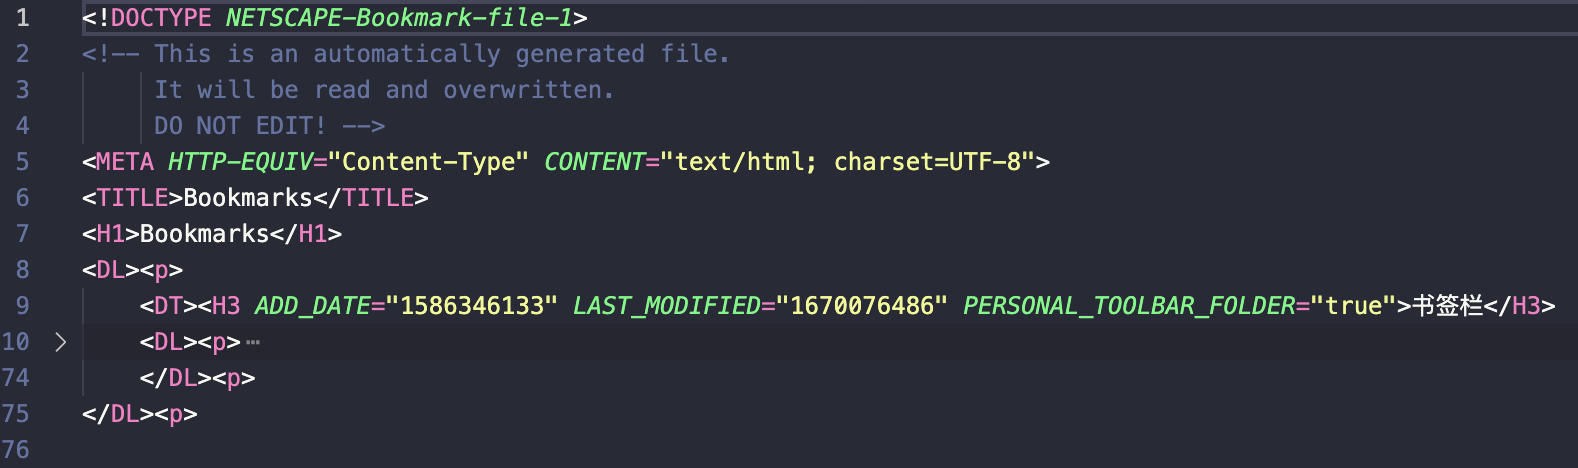 1 <!DOCTYPE NETSCAPE-Bookmark-file-1>
2 <!-- This is an automatically generated file.
3 It will be read and overwritten.
4 DO NOT EDIT! -->
5 <META HTTP-EQUIV="Content-Type" CONTENT="text/html; charset=UTF-8">
6 <TITLE>Bookmarks</TITLE>
7 <H1>Bookmarks</H1>
8 <DL><p>
9 <DT><H3 ADD_DATE="1586346133" LAST_MODIFIED="1670076486" PERSONAL_TOOLBAR_FOLDER="true">书签栏</H3>
10 <DL><p>
74 </DL><p>
75 </DL><p>
76